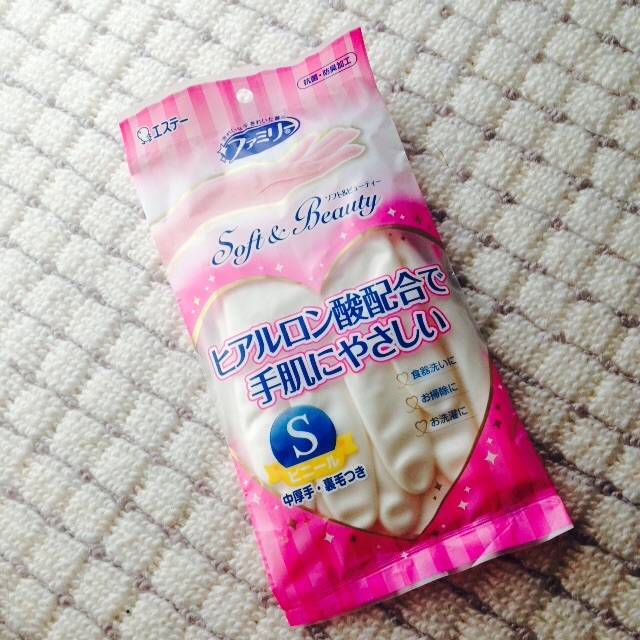 抗菌・防臭加工
エステー
ファミリー
ソフト&ビューティー
Soft & Beauty
ヒアルロン酸配合で
手肌にやさしい
食器洗いに
お掃除に
お洗濯に
S
ビニール
中厚手・裏毛つき